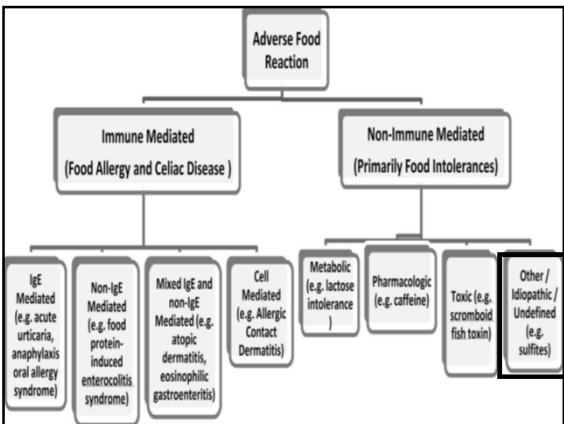 Adverse Food
Reaction
Immune Mediated
(Food Allergy and Celiac Disease )
Non-Immune Mediated
(Primarily Food Intolerances)
IgE
Mediated
(e.g. acute
urticaria,
anaphylaxis
oral allergy
syndrome)
Non-IgE
Mediated
(e.g. food
protein-
induced
enterocolitis
syndrome)
Mixed IgE and
non-IgE
Mediated (e.g.
atopic
dermatitis,
eosinophilic
gastroenteritis)
Cell
Mediated
(e.g. Allergic
Contact
Dermatitis)
Metabolic
(e.g. lactose
intolerance
)
Pharmacologic
(e.g. caffeine)
Toxic (e.g.
scromboid
fish toxin)
Other /
Idiopathic /
Undefined
(e.g.
sulfites)